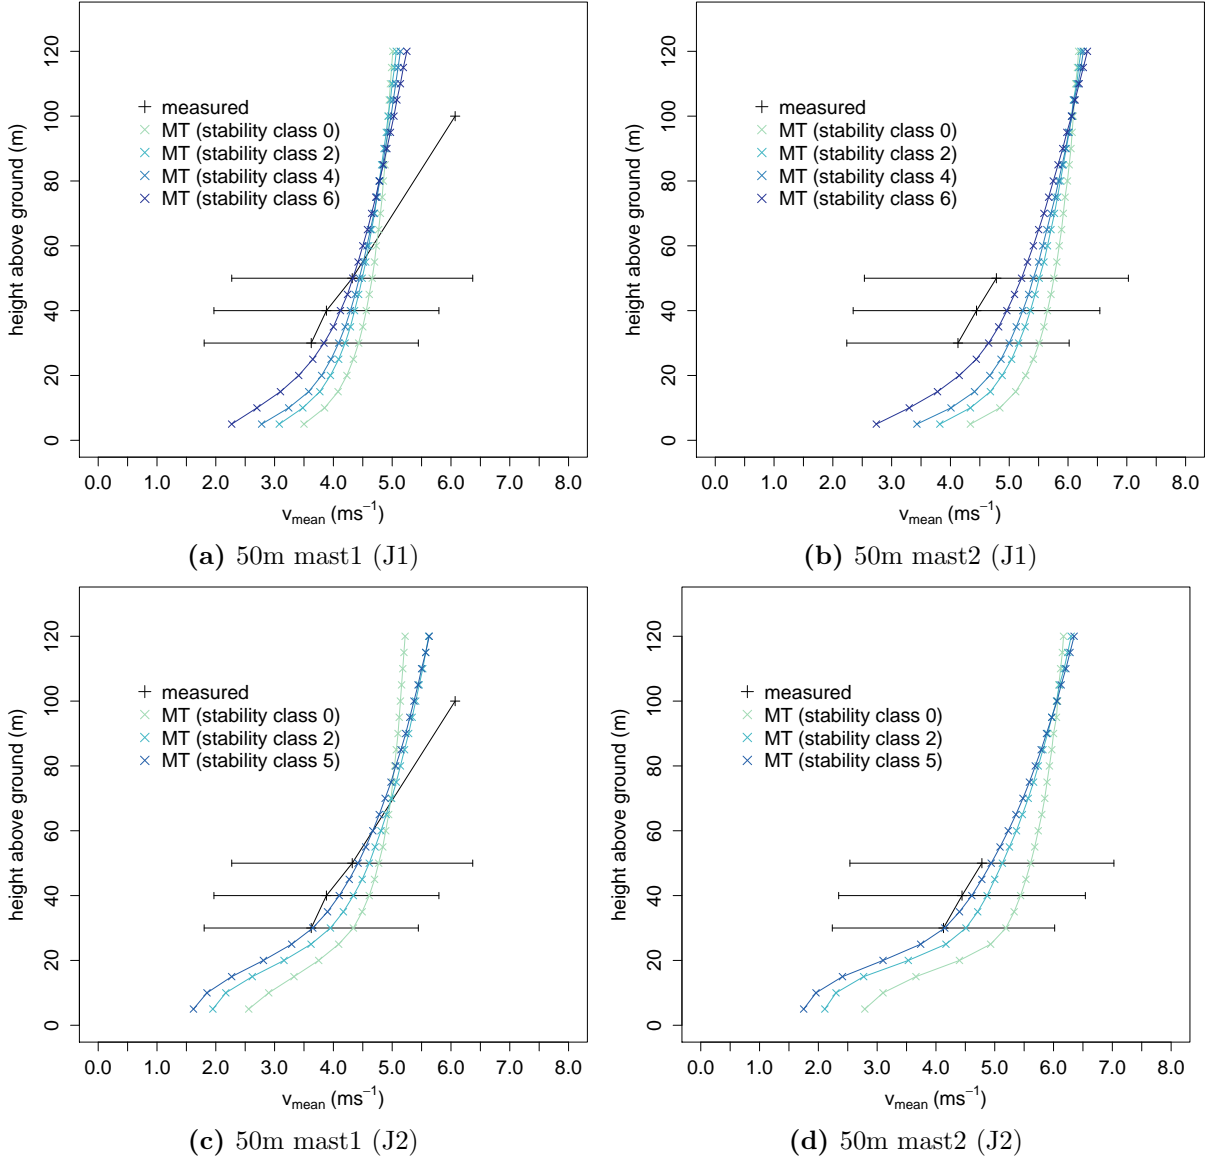 120
100
80
60
40
20
0
height above ground (m)
measured
MT (stability class 0)
MT (stability class 2)
MT (stability class 4)
MT (stability class 6)
0.0 1.0 2.0 3.0 4.0 5.0 6.0 7.0 8.0
v_mean (ms⁻¹)
(a) 50m mast1 (J1)
120
100
80
60
40
20
0
height above ground (m)
measured
MT (stability class 0)
MT (stability class 2)
MT (stability class 4)
MT (stability class 6)
0.0 1.0 2.0 3.0 4.0 5.0 6.0 7.0 8.0
v_mean (ms⁻¹)
(b) 50m mast2 (J1)
120
100
80
60
40
20
0
height above ground (m)
measured
MT (stability class 0)
MT (stability class 2)
MT (stability class 5)
0.0 1.0 2.0 3.0 4.0 5.0 6.0 7.0 8.0
v_mean (ms⁻¹)
(c) 50m mast1 (J2)
120
100
80
60
40
20
0
height above ground (m)
measured
MT (stability class 0)
MT (stability class 2)
MT (stability class 5)
0.0 1.0 2.0 3.0 4.0 5.0 6.0 7.0 8.0
v_mean (ms⁻¹)
(d) 50m mast2 (J2)